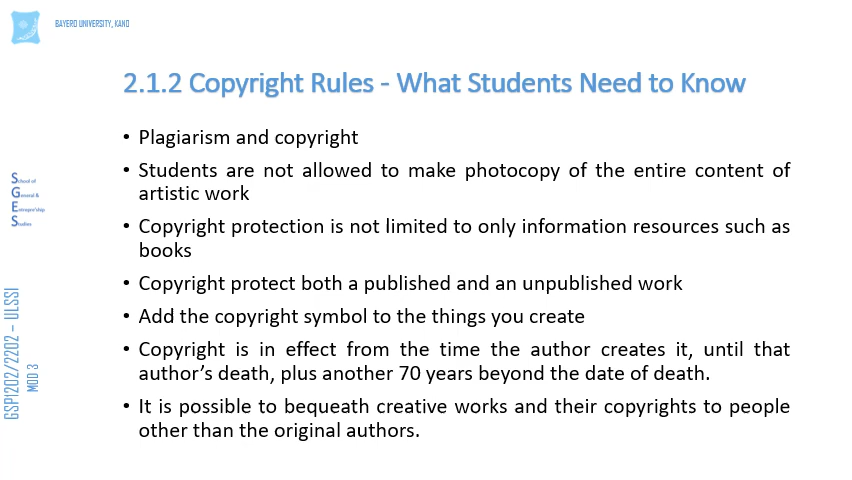 BAYERO UNIVERSITY, KANO
2.1.2 Copyright Rules - What Students Need to Know
• Plagiarism and copyright
• Students are not allowed to make photocopy of the entire content of
artistic work
• Copyright protection is not limited to only information resources such as
books
• Copyright protect both a published and an unpublished work
• Add the copyright symbol to the things you create
• Copyright is in effect from the time the author creates it, until that
author's death, plus another 70 years beyond the date of death.
• It is possible to bequeath creative works and their copyrights to people
other than the original authors.
School of
General &
Entrepre'ship
Studies
GSP1202/2202 – ULSSI
MOD 3